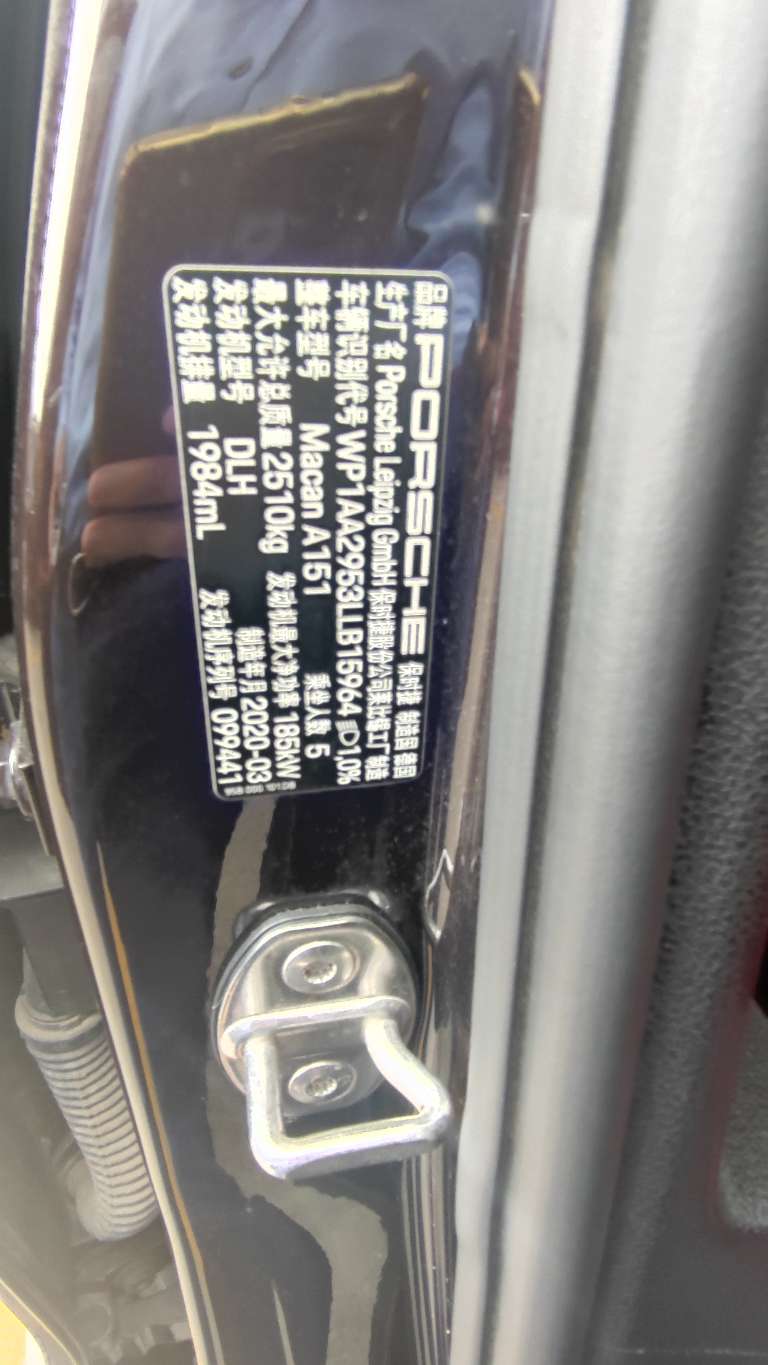 品牌 PORSCHE 保时捷 制造国 德国
生产厂名 Porsche Leipzig GmbH 保时捷股份公司莱比锡工厂 制造
车辆识别代号 WP1AA2953LLB15964 1,0%
整车型号 Macan A151 乘坐人数 5
最大允许总质量 2510kg 发动机最大净功率 185kW
发动机型号 DLH 制造年月 2020-03
发动机排量 1984mL 发动机序列号 099441